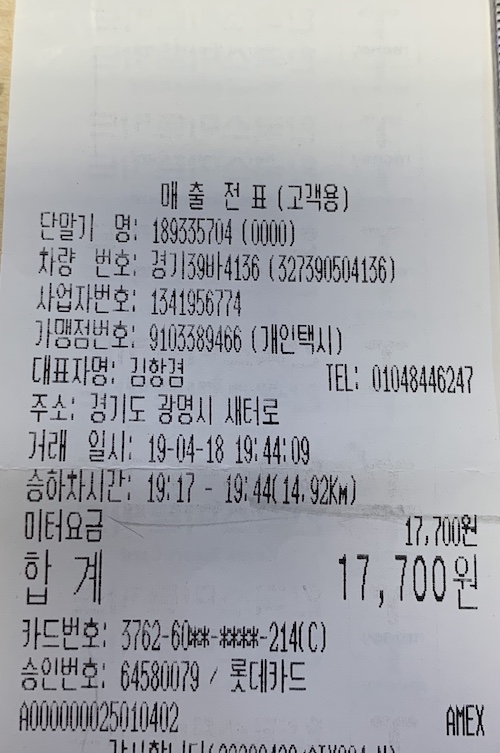 매 출 전 표 (고객용)
단말기 명: 189335704 (0000)
차량 번호: 경기39바4136 (327390504136)
사업자번호: 1341956774
가맹점번호: 9103389466 (개인택시)
대표자명: 김항겸 TEL: 01048446247
주소: 경기도 광명시 새터로
거래 일시: 19-04-18 19:44:09
승하차시간: 19:17 - 19:44(14.92KM)
미터요금 17,700원
합 계 17,700원
카드번호: 3762-60**-****-214(C)
승인번호: 64580079 / 롯데카드
A000000025010402 AMEX